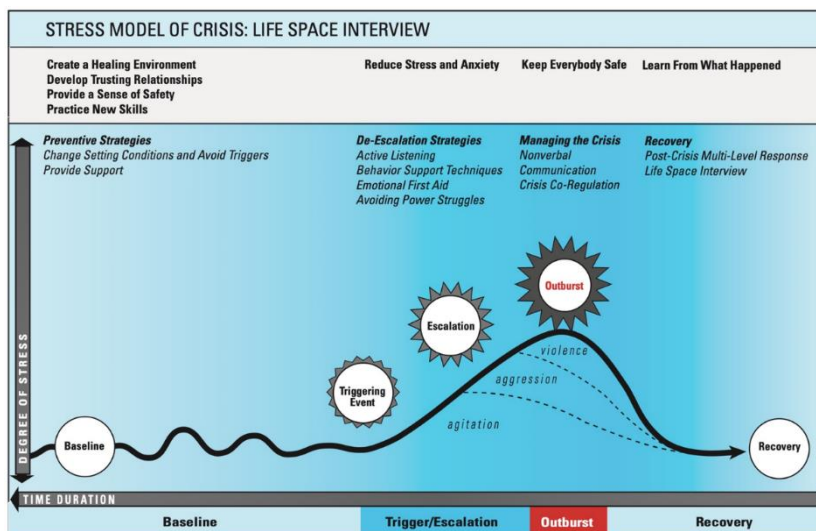 STRESS MODEL OF CRISIS: LIFE SPACE INTERVIEW
Create a Healing Environment
Develop Trusting Relationships
Provide a Sense of Safety
Practice New Skills
Reduce Stress and Anxiety
Keep Everybody Safe
Learn From What Happened
Preventive Strategies
Change Setting Conditions and Avoid Triggers
Provide Support
De-Escalation Strategies
Active Listening
Behavior Support Techniques
Emotional First Aid
Avoiding Power Struggles
Managing the Crisis
Nonverbal
Communication
Crisis Co-Regulation
Recovery
Post-Crisis Multi-Level Response
Life Space Interview
DEGREE OF STRESS
Baseline
Triggering
Event
Escalation
Outburst
violence
aggression
agitation
Recovery
TIME DURATION
Baseline
Trigger/Escalation
Outburst
Recovery